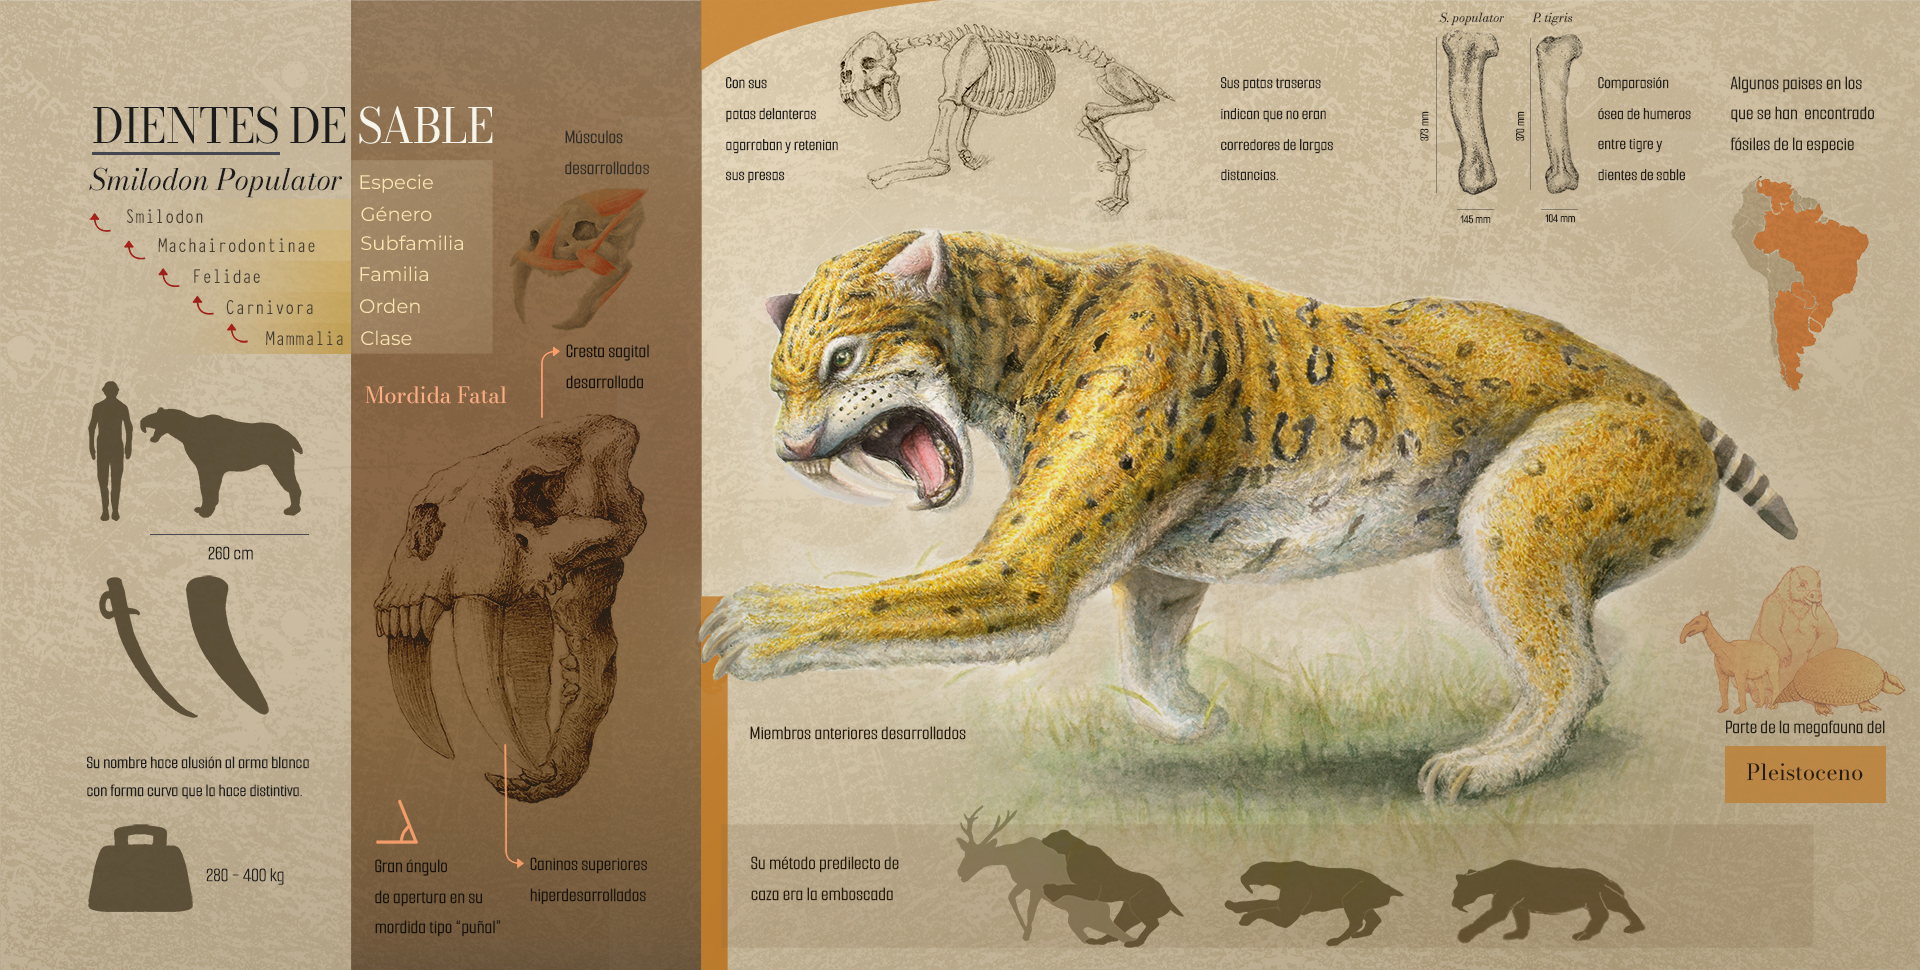 DIENTES DE SABLE
Smilodon Populator Especie
Smilodon Género
Machairodontinae Subfamilia
Felidae Familia
Carnivora Orden
Mammalia Clase
260 cm
Su nombre hace alusión al arma blanca
con forma curva que la hace distintiva.
280 - 400 kg
Músculos
desarrollados
Cresta sagital
desarrollada
Mordida Fatal
Gran ángulo
de apertura en su
mordida tipo "puñal"
Caninos superiores
hiperdesarrollados
Con sus
patas delanteras
agarraban y retenían
sus presas
Sus patas traseras
indican que no eran
corredores de largas
distancias.
S. populator
P. tigris
373 mm
370 mm
145 mm
104 mm
Comparasión
ósea de humeros
entre tigre y
dientes de sable
Algunos paises en los
que se han encontrado
fósiles de la especie
Miembros anteriores desarrollados
Parte de la megafauna del
Pleistoceno
Su método predilecto de
caza era la emboscada